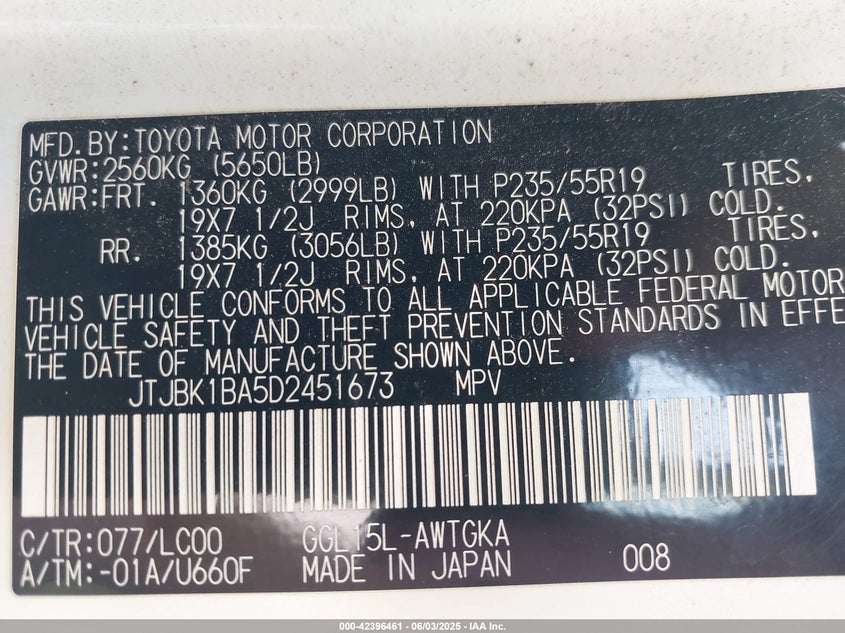 MFD.BY:TOYOTA MOTOR CORPORATION
GVWR:2560KG (5650LB)
GAWR:FRT. 1360KG (2999LB) WITH P235/55R19 TIRES,
19X7 1/2J RIMS, AT 220KPA (32PSI) COLD.
RR. 1385KG (3056LB) WITH P235/55R19 TIRES,
19X7 1/2J RIMS, AT 220KPA (32PSI) COLD.
THIS VEHICLE CONFORMS TO ALL APPLICABLE FEDERAL MOTOR
VEHICLE SAFETY AND THEFT PREVENTION STANDARDS IN EFFE
THE DATE OF MANUFACTURE SHOWN ABOVE.
JTJBK1BA5D2451673 MPV
C/TR:077/LC00 GGL15L-AWTGKA
A/TM:-01A/U660F MADE IN JAPAN 008
000-42396461 - 06/03/2025 - IAA Inc.